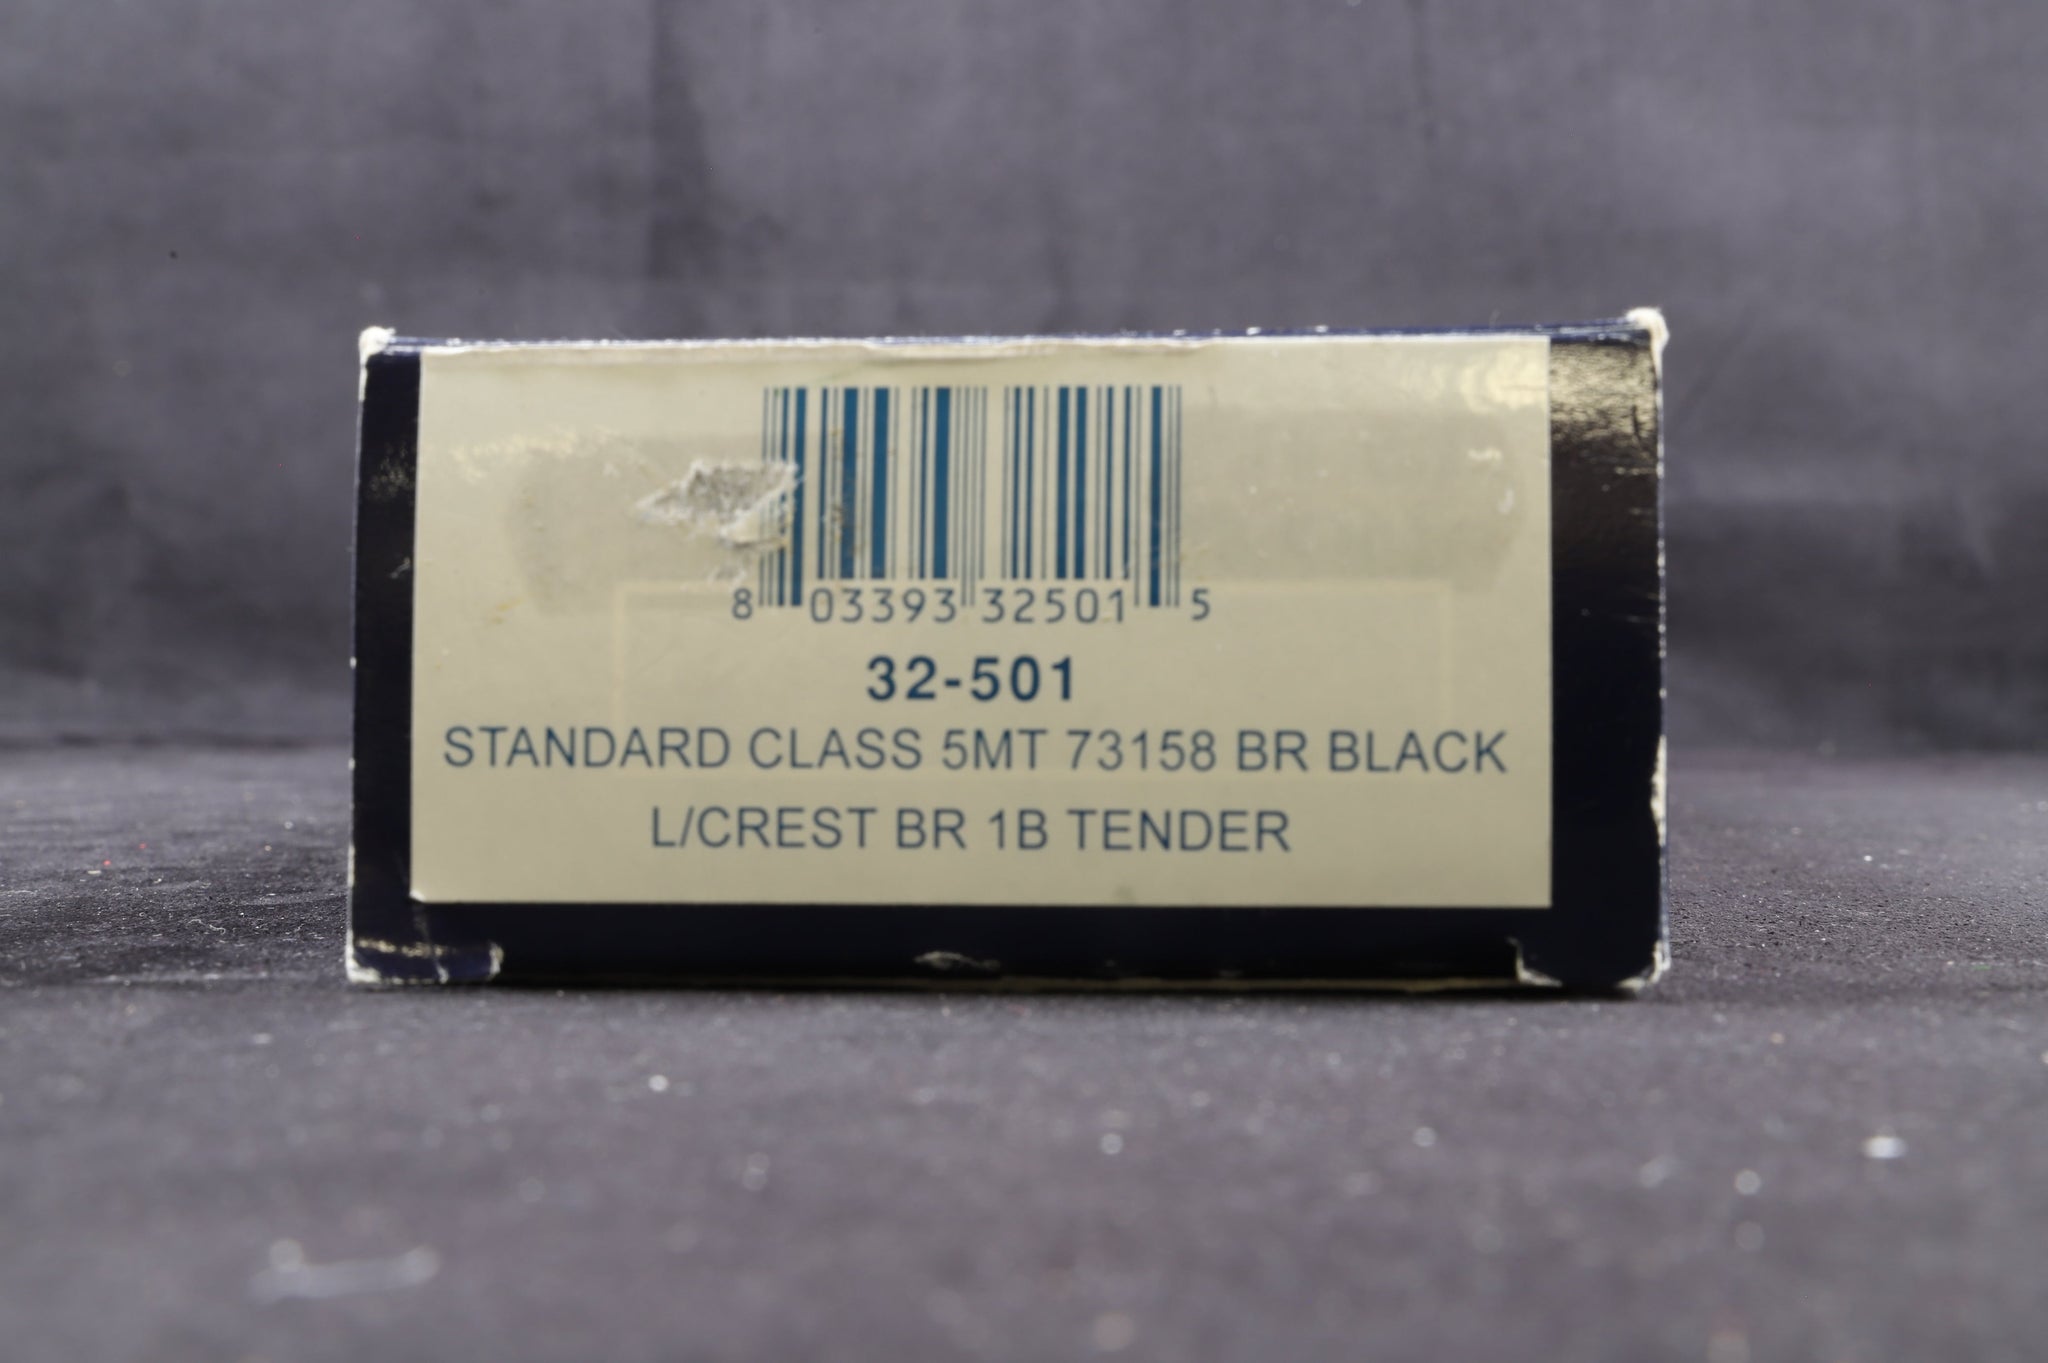 8 03393 32501 5
32-501
STANDARD CLASS 5MT 73158 BR BLACK
L/CREST BR 1B TENDER